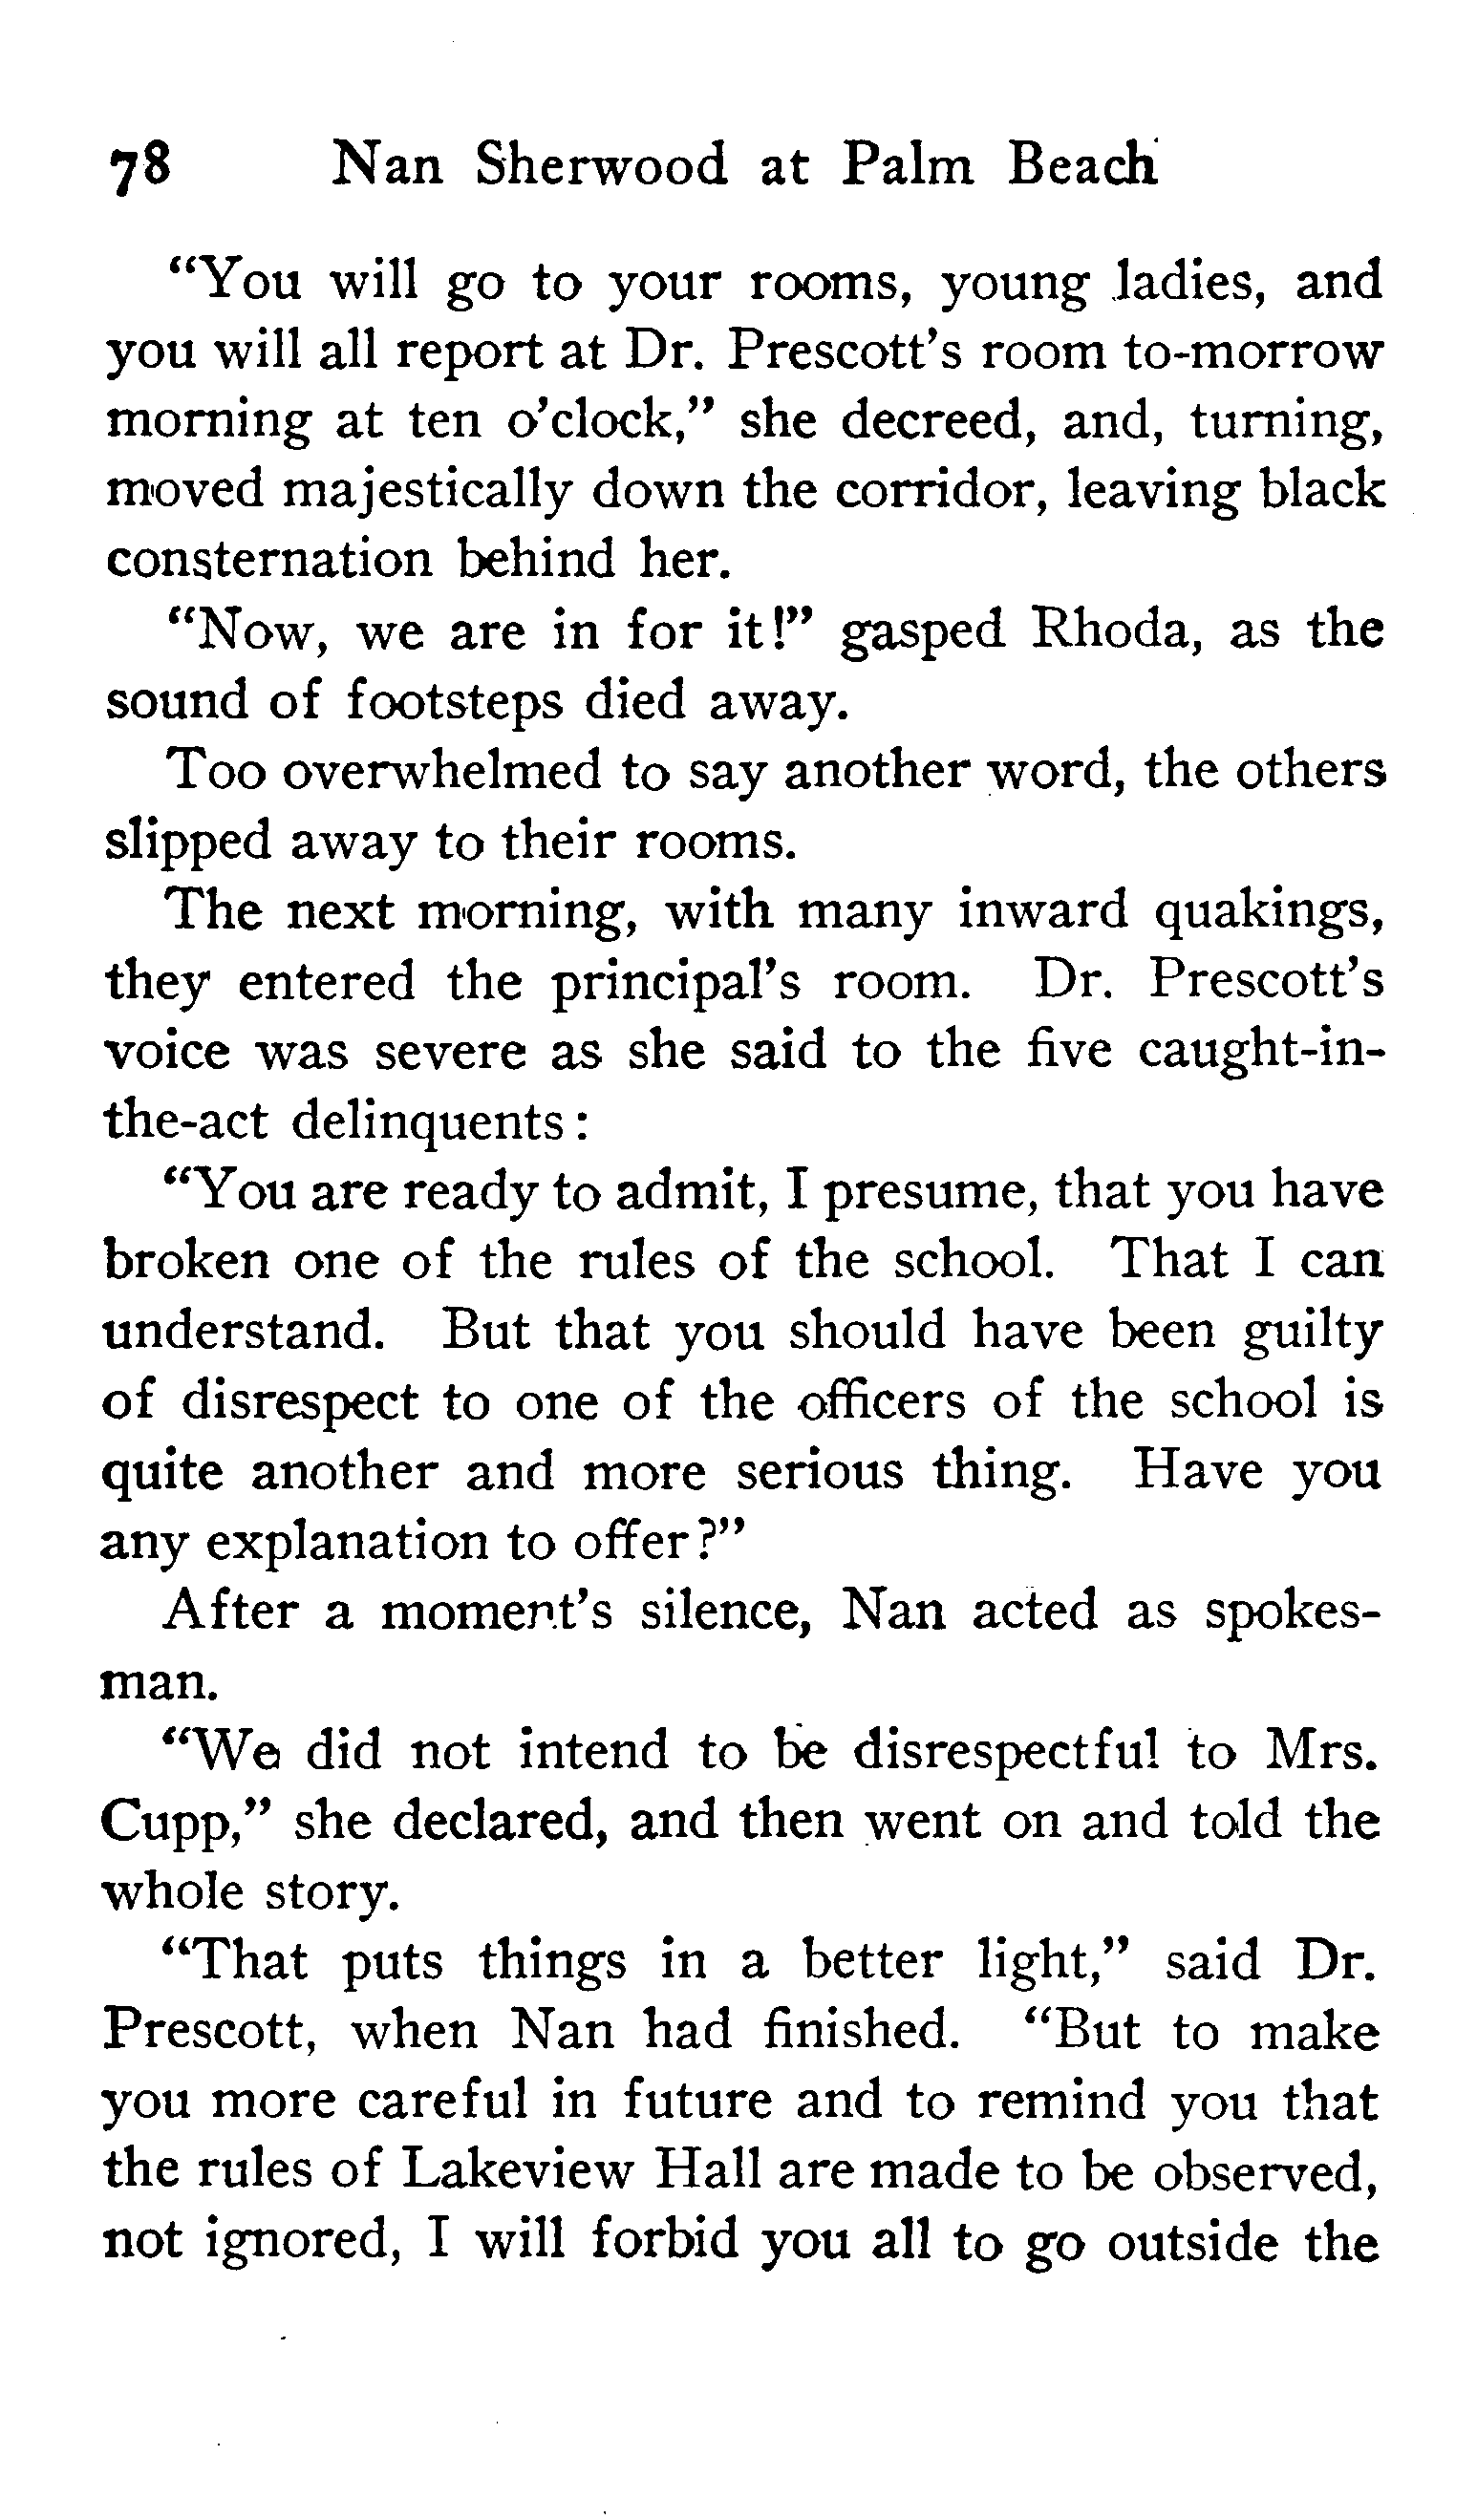 78 Nan Sherwood at Palm Beach
"You will go to your rooms, young ladies, and
you will all report at Dr. Prescott's room to-morrow
morning at ten o'clock," she decreed, and, turning,
moved majestically down the corridor, leaving black
consternation behind her.
"Now, we are in for it!" gasped Rhoda, as the
sound of footsteps died away.
Too overwhelmed to say another word, the others
slipped away to their rooms.
The next morning, with many inward quakings,
they entered the principal's room. Dr. Prescott's
voice was severe as she said to the five caught-in-
the-act delinquents:
"You are ready to admit, I presume, that you have
broken one of the rules of the school. That I can
understand. But that you should have been guilty
of disrespect to one of the officers of the school is
quite another and more serious thing. Have you
any explanation to offer?"
After a moment's silence, Nan acted as spokes-
man.
"We did not intend to be disrespectful to Mrs.
Cupp," she declared, and then went on and told the
whole story.
"That puts things in a better light," said Dr.
Prescott, when Nan had finished. "But to make
you more careful in future and to remind you that
the rules of Lakeview Hall are made to be observed,
not ignored, I will forbid you all to go outside the